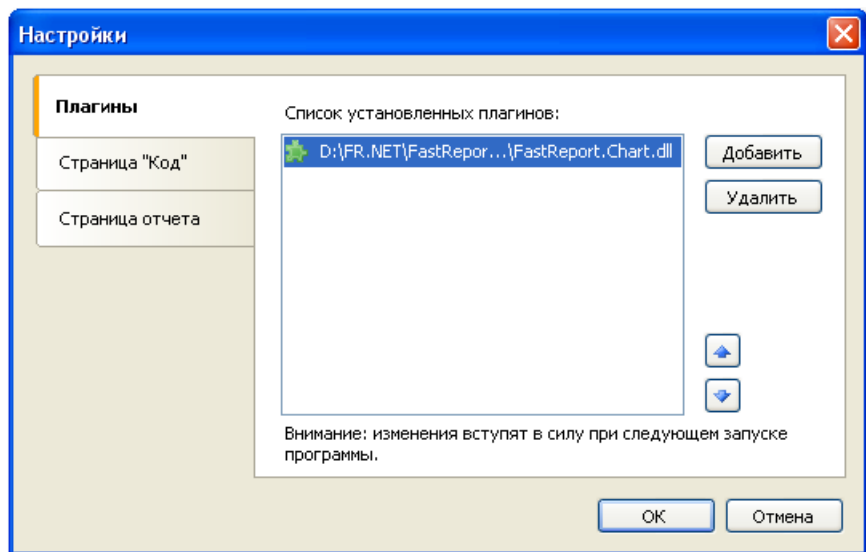 Настройки
Плагины
Страница "Код"
Страница отчета
Список установленных плагинов:
D:\FR.NET\FastRepor...\FastReport.Chart.dll
Добавить
Удалить
Внимание: изменения вступят в силу при следующем запуске
программы.
ОК
Отмена